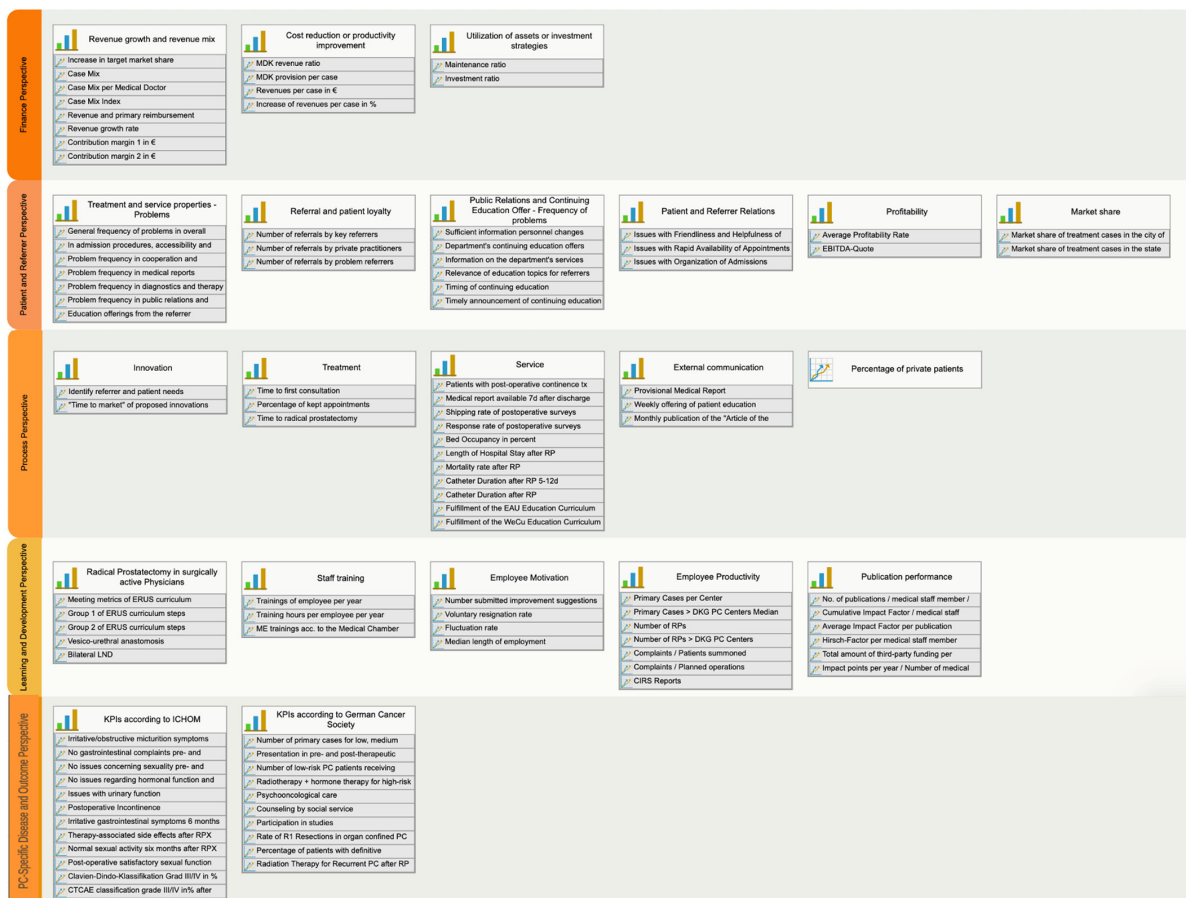 Finance Perspective
Revenue growth and revenue mix
Increase in target market share
Case Mix
Case Mix per Medical Doctor
Case Mix Index
Revenue and primary reimbursement
Revenue growth rate
Contribution margin 1 in €
Contribution margin 2 in €
Cost reduction or productivity
improvement
MDK revenue ratio
MDK provision per case
Revenues per case in €
Increase of revenues per case in %
Utilization of assets or investment
strategies
Maintenance ratio
Investment ratio
Patient and Referrer Perspective
Treatment and service properties -
Problems
General frequency of problems in overall
In admission procedures, accessibility and
Problem frequency in cooperation and
Problem frequency in medical reports
Problem frequency in diagnostics and therapy
Problem frequency in public relations and
Education offerings from the referrer
Referral and patient loyalty
Number of referrals by key referrers
Number of referrals by private practitioners
Number of referrals by problem referrers
Public Relations and Continuing
Education Offer - Frequency of
problems
Sufficient information personnel changes
Department's continuing education offers
Information on the department's services
Relevance of education topics for referrers
Timing of continuing education
Timely announcement of continuing education
Patient and Referrer Relations
Issues with Friendliness and Helpfulness of
Issues with Rapid Availability of Appointments
Issues with Organization of Admissions
Profitability
Average Profitability Rate
EBITDA-Quote
Market share
Market share of treatment cases in the city of
Market share of treatment cases in the state
Process Perspective
Innovation
Identify referrer and patient needs
"Time to market" of proposed innovations
Treatment
Time to first consultation
Percentage of kept appointments
Time to radical prostatectomy
Service
Patients with post-operative continence tx
Medical report available 7d after discharge
Shipping rate of postoperative surveys
Response rate of postoperative surveys
Bed Occupancy in percent
Length of Hospital Stay after RP
Mortality rate after RP
Catheter Duration after RP 5-12d
Catheter Duration after RP
Fulfillment of the EAU Education Curriculum
Fulfillment of the WeCu Education Curriculum
External communication
Provisional Medical Report
Weekly offering of patient education
Monthly publication of the "Article of the
Percentage of private patients
Learning and Development Perspective
Radical Prostatectomy in surgically
active Physicians
Meeting metrics of ERUS curriculum
Group 1 of ERUS curriculum steps
Group 2 of ERUS curriculum steps
Vesico-urethral anastomosis
Bilateral LND
Staff training
Trainings of employee per year
Training hours per employee per year
ME trainings acc. to the Medical Chamber
Employee Motivation
Number submitted improvement suggestions
Voluntary resignation rate
Fluctuation rate
Median length of employment
Employee Productivity
Primary Cases per Center
Primary Cases > DKG PC Centers Median
Number of RPs
Number of RPs > DKG PC Centers
Complaints / Patients summoned
Complaints / Planned operations
CIRS Reports
Publication performance
No. of publications / medical staff member /
Cumulative Impact Factor / medical staff
Average Impact Factor per publication
Hirsch-Factor per medical staff member
Total amount of third-party funding per
Impact points per year / Number of medical
PC-Specific Disease and Outcome Perspective
KPIs according to ICHOM
Irritative/obstructive micturition symptoms
No gastrointestinal complaints pre- and
No issues concerning sexuality pre- and
No issues regarding hormonal function and
Issues with urinary function
Postoperative Incontinence
Irritative gastrointestinal symptoms 6 months
Therapy-associated side effects after RPX
Normal sexual activity six months after RPX
Post-operative satisfactory sexual function
Clavien-Dindo-Klassifikation Grad III/IV in %
CTCAE classification grade III/IV in% after
KPIs according to German Cancer
Society
Number of primary cases for low, medium
Presentation in pre- and post-therapeutic
Number of low-risk PC patients receiving
Radiotherapy + hormone therapy for high-risk
Psychooncological care
Counseling by social service
Participation in studies
Rate of R1 Resections in organ confined PC
Percentage of patients with definitive
Radiation Therapy for Recurrent PC after RP